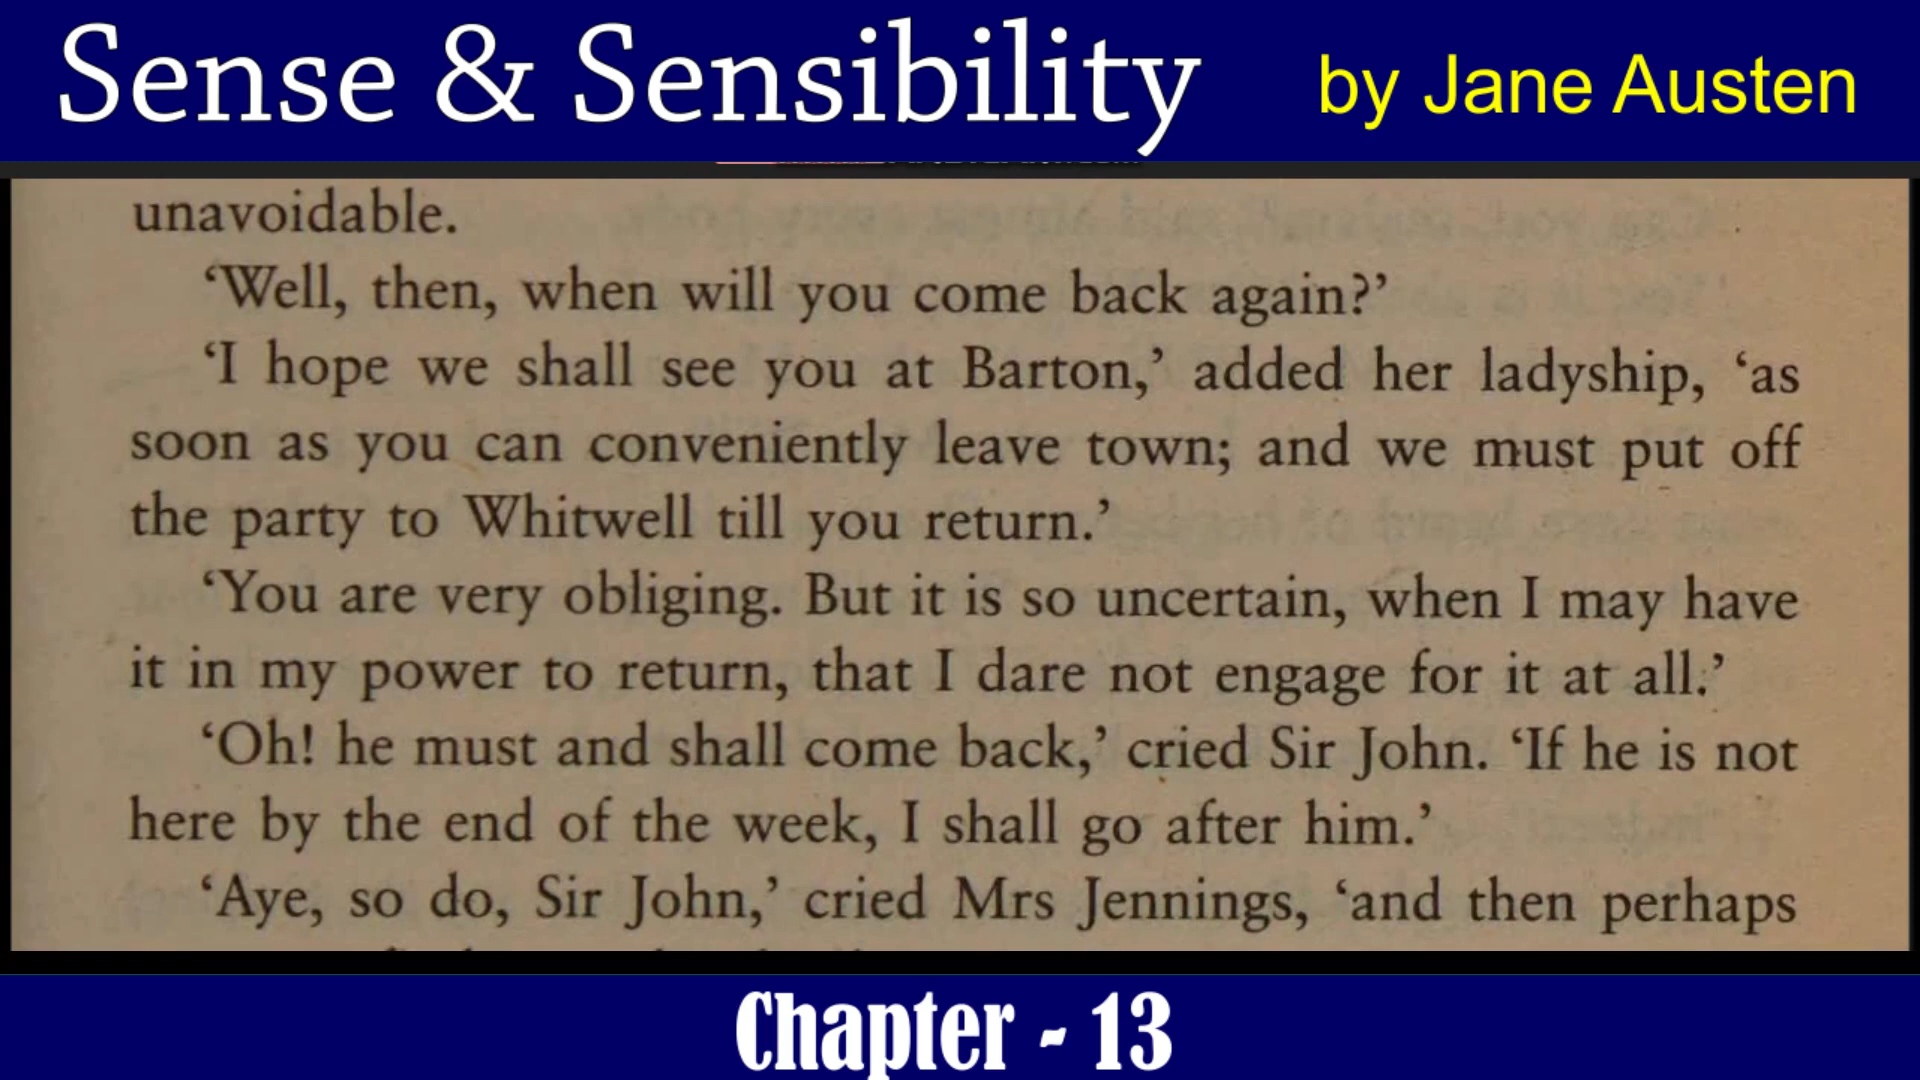 Sense & Sensibility by Jane Austen
unavoidable.
‘Well, then, when will you come back again?’
‘I hope we shall see you at Barton,’ added her ladyship, ‘as
soon as you can conveniently leave town; and we must put off
the party to Whitwell till you return.’
‘You are very obliging. But it is so uncertain, when I may have
it in my power to return, that I dare not engage for it at all.’
‘Oh! he must and shall come back,’ cried Sir John. ‘If he is not
here by the end of the week, I shall go after him.’
‘Aye, so do, Sir John,’ cried Mrs Jennings, ‘and then perhaps
Chapter - 13